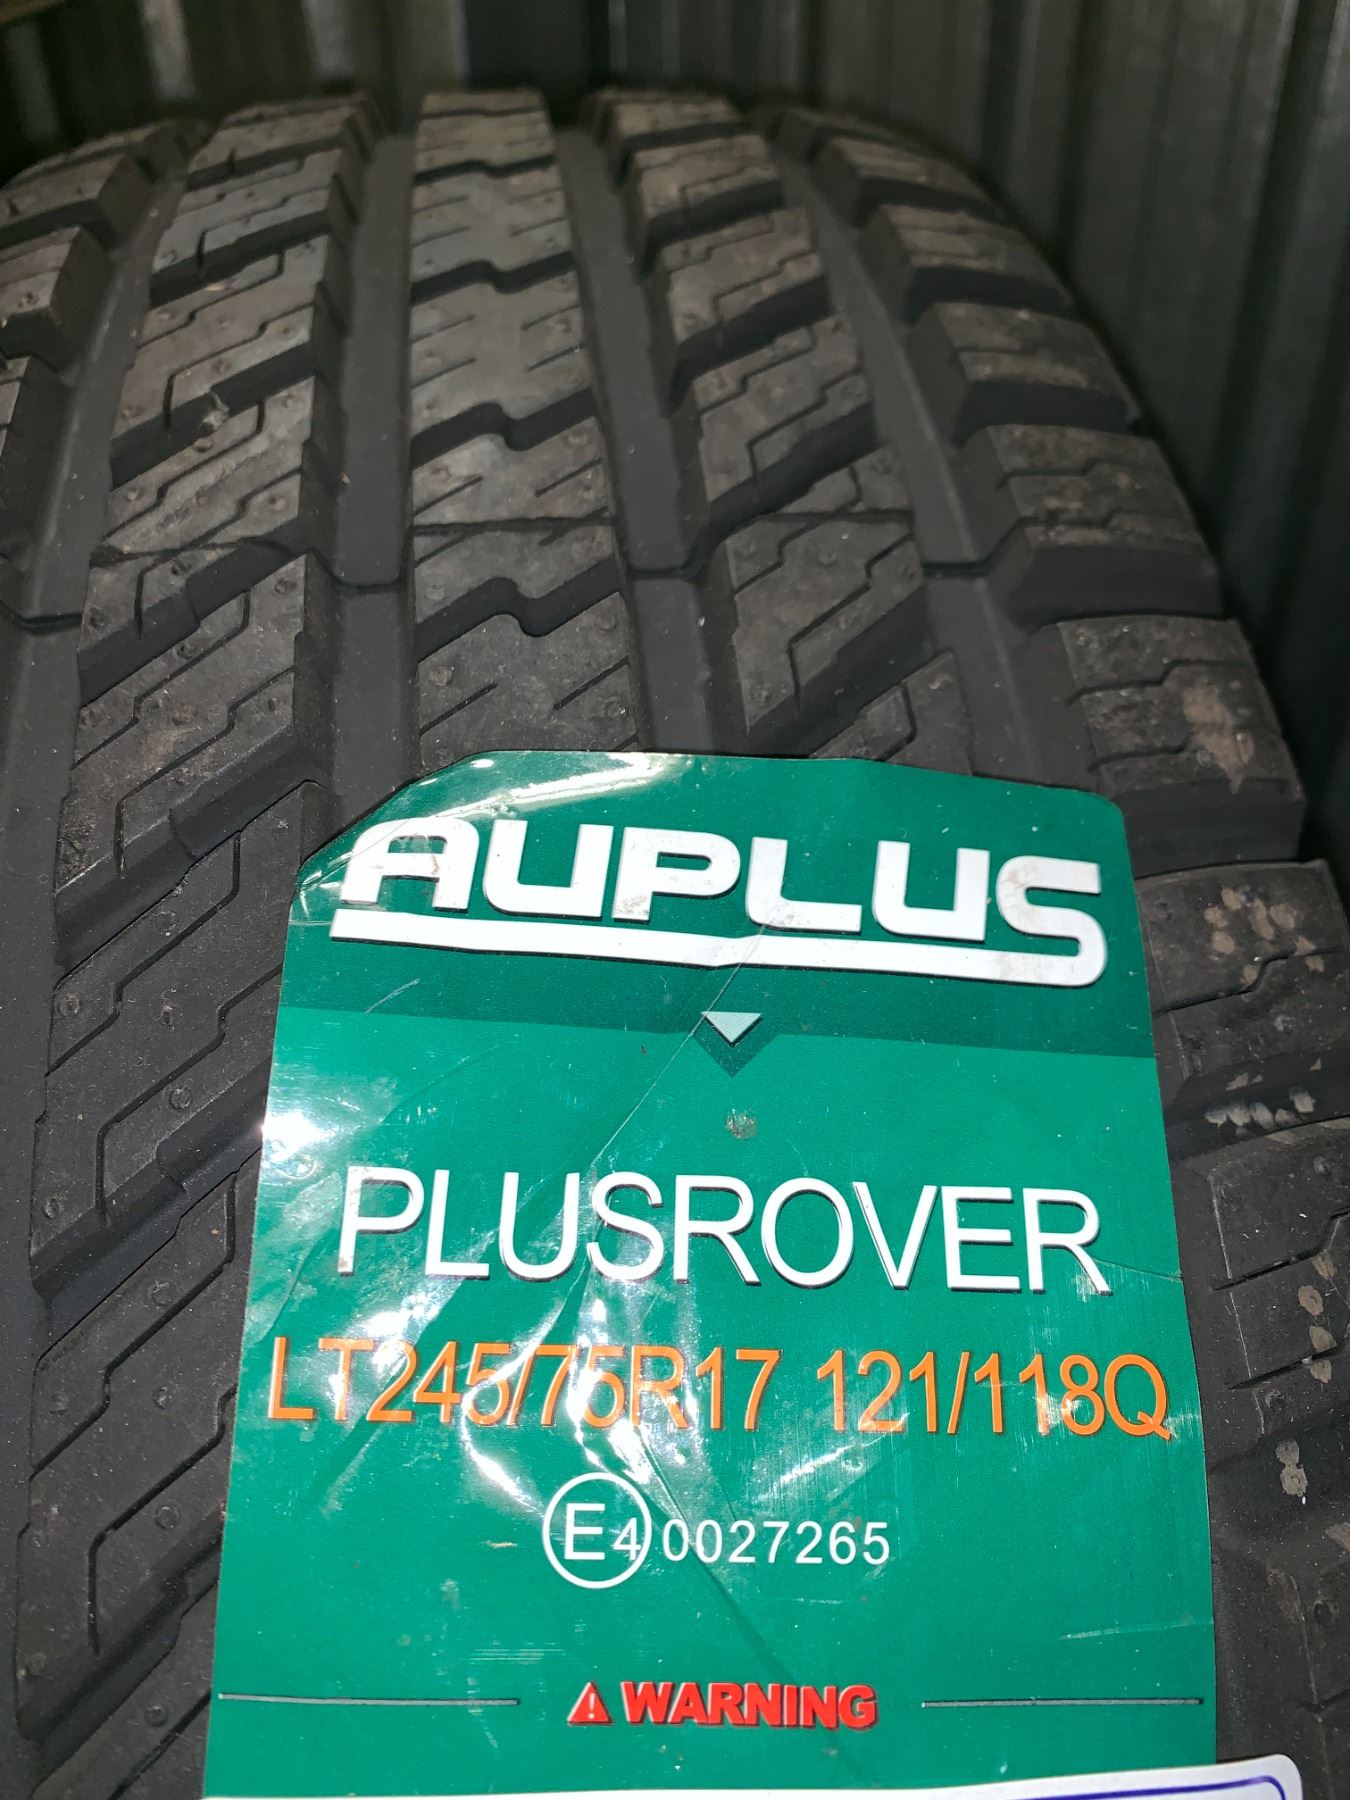 AUPLUS
PLUSROVER
LT245/75R17 121/118Q
E4 0027265
WARNING